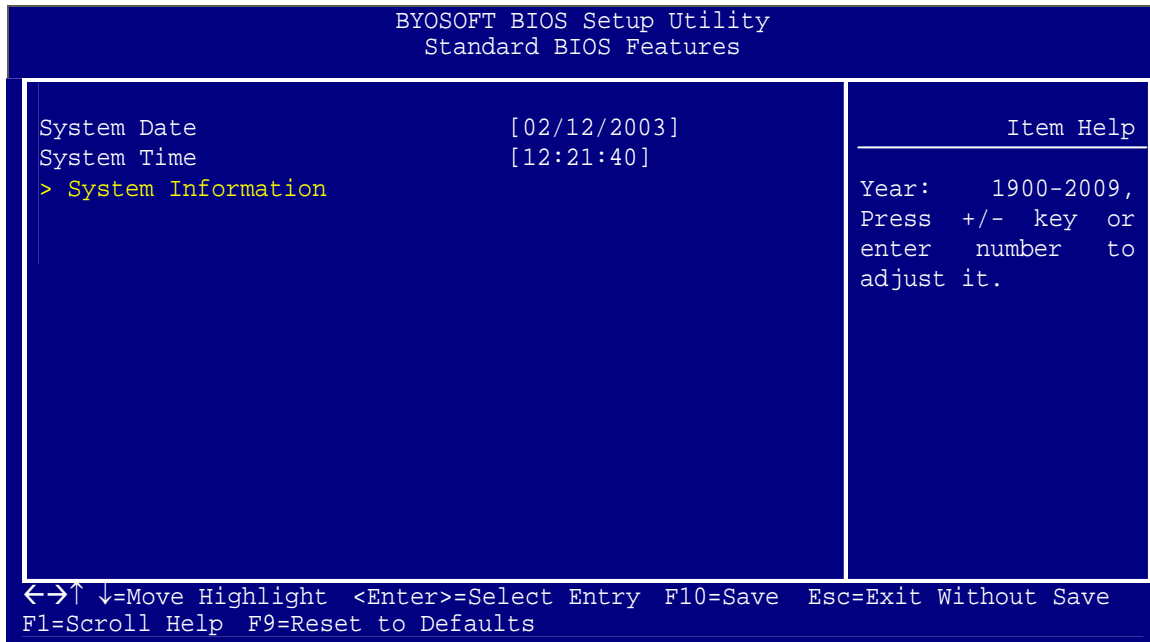 BYOSOFT BIOS Setup Utility
Standard BIOS Features
System Date [02/12/2003]
System Time [12:21:40]
> System Information
Item Help
Year: 1900-2009,
Press +/- key or
enter number to
adjust it.
←→↑ ↓=Move Highlight <Enter>=Select Entry F10=Save Esc=Exit Without Save
F1=Scroll Help F9=Reset to Defaults